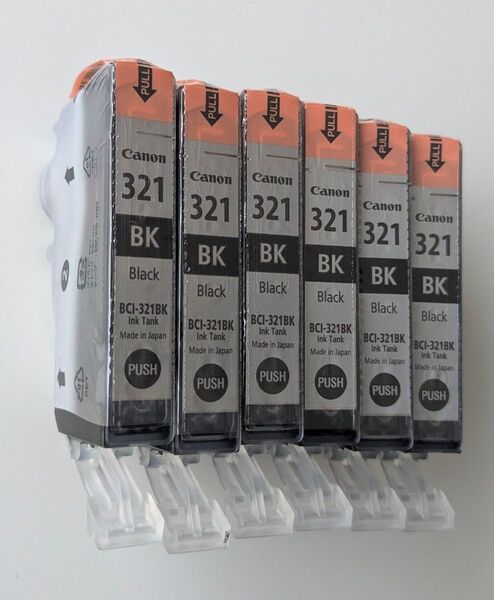 PULL
Canon
321
BK
Black
BCI-321BK
Ink Tank
Made in Japan
PUSH
2
PET
PULL
Canon
321
BK
Black
BCI-321BK
Ink Tank
Made in Japan
PUSH
PULL
Canon
321
BK
Black
BCI-321BK
Ink Tank
Made in Japan
PUSH
PULL
Canon
321
BK
Black
BCI-321BK
Ink Tank
Made in Japan
PUSH
PULL
Canon
321
BK
Black
BCI-321BK
Ink Tank
Made in Japan
PUSH
PULL
Canon
321
BK
Black
BCI-321BK
Ink Tank
Made in Japan
PUSH